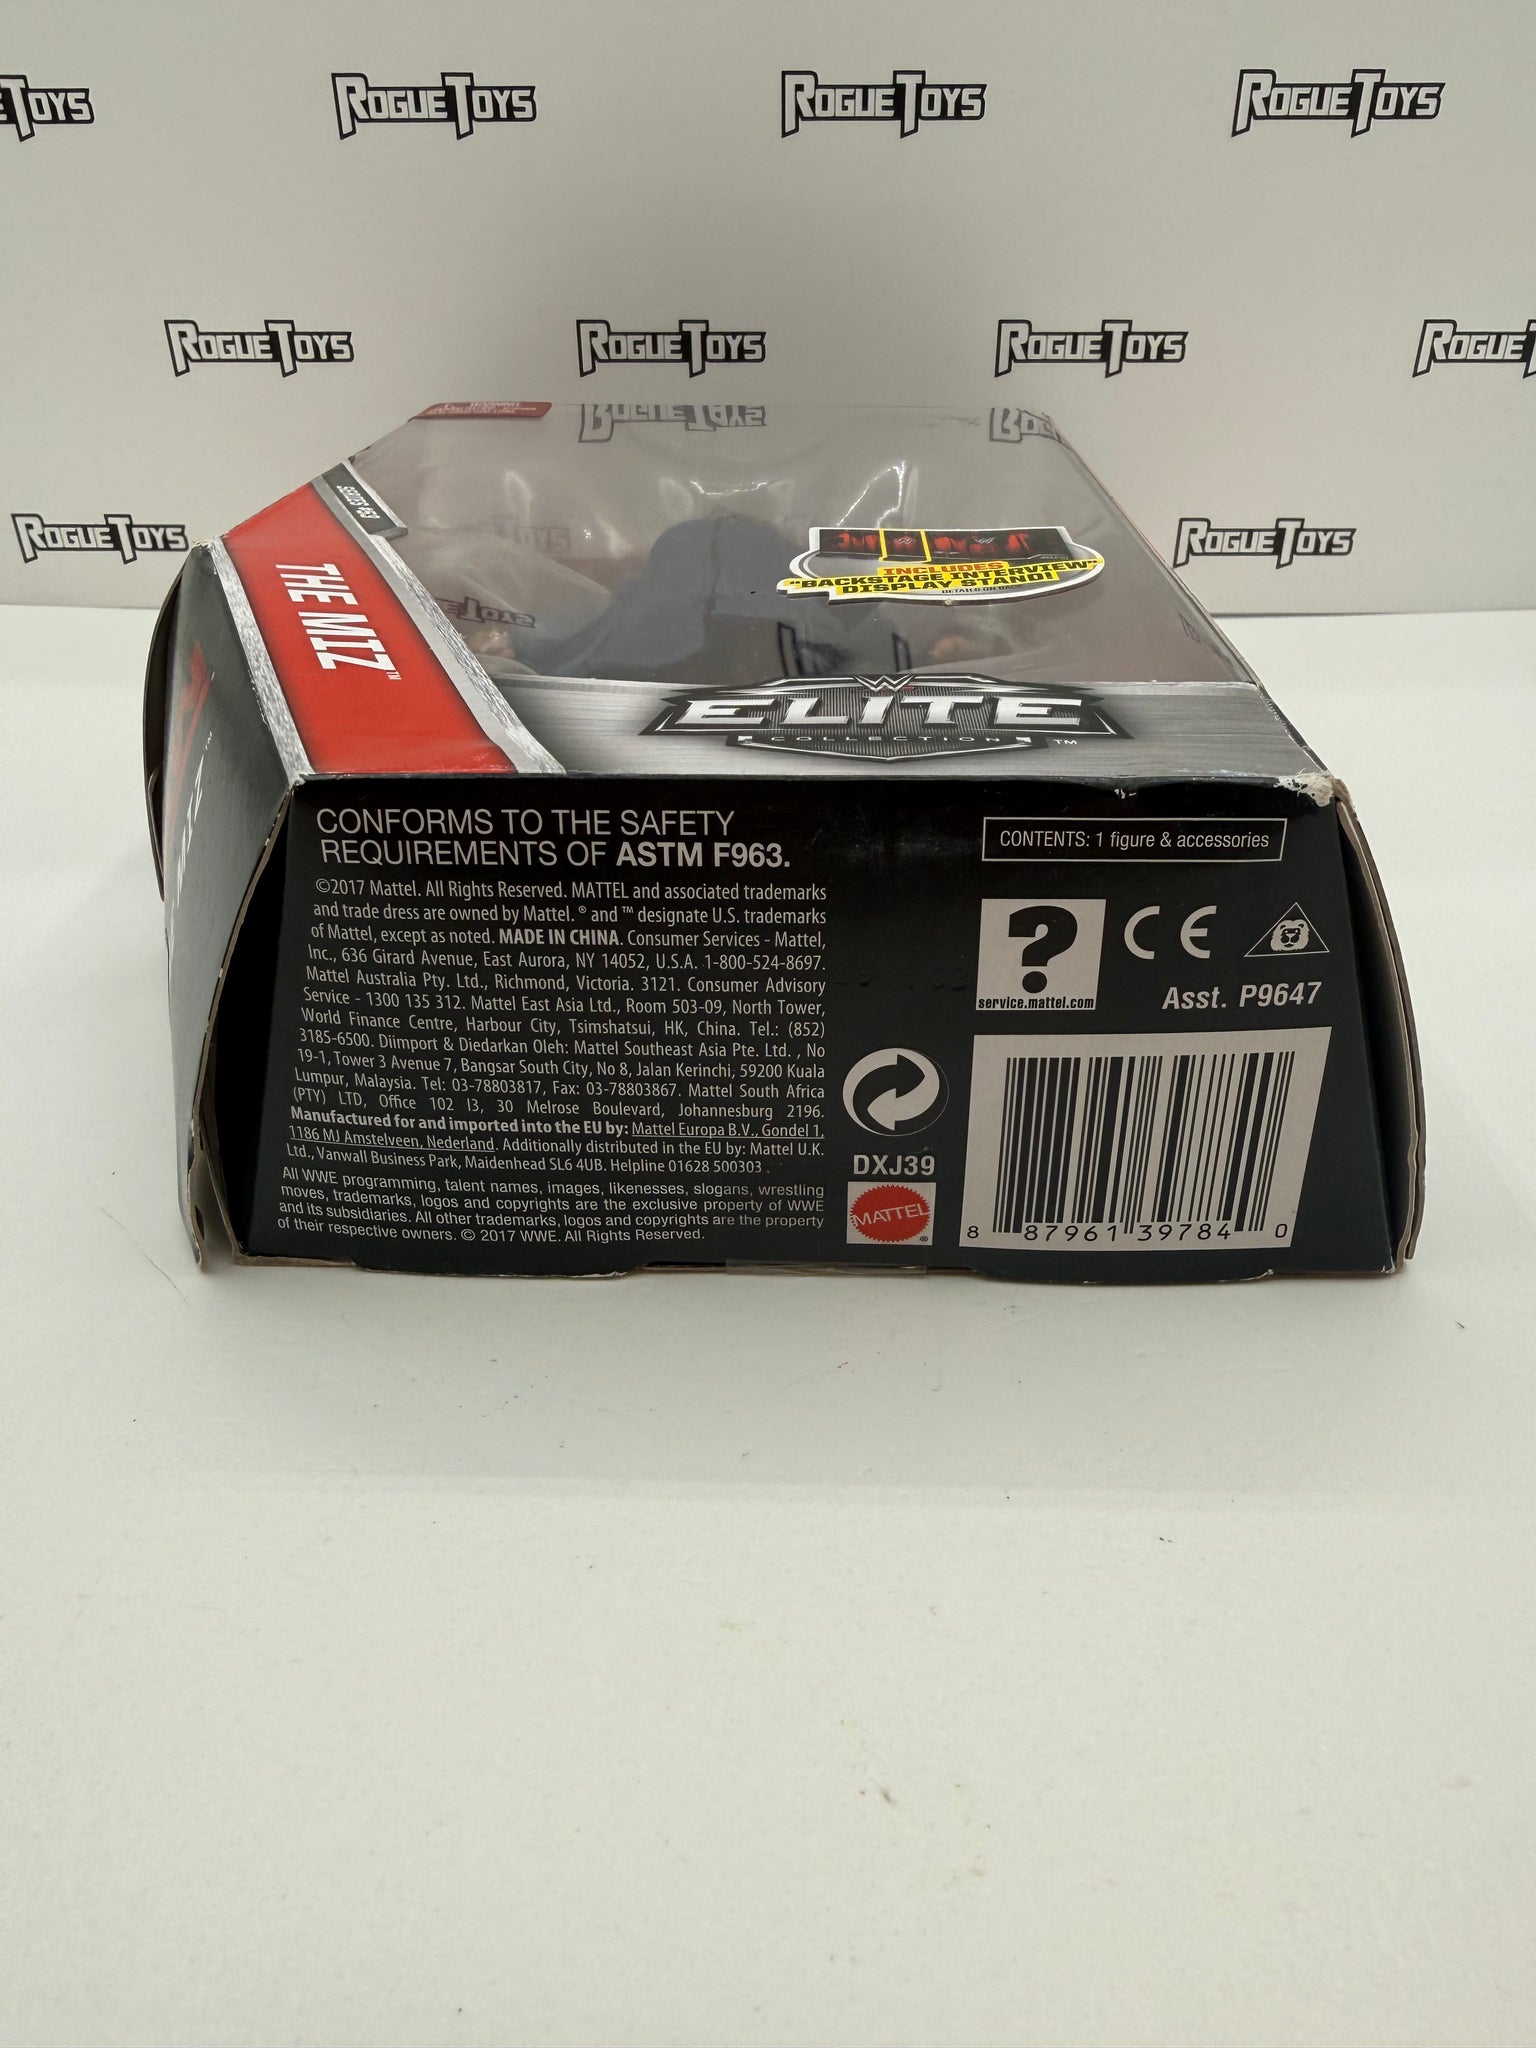 TOYS
ROGUE TOYS
ROGUE TOYS
ROGUE TOYS
ROGUE TOYS
ROGUE TOYS
ROGUE TOYS
ROGUE
ROGUE TOYS
ROGUE TOYS
SERIES #53
THE MIZ™
INCLUDES
"BACKSTAGE INTERVIEW"
DISPLAY STAND!
W
ELITE
COLLECTION ™
CONFORMS TO THE SAFETY
REQUIREMENTS OF ASTM F963.
©2017 Mattel. All Rights Reserved. MATTEL and associated trademarks
and trade dress are owned by Mattel. ® and ™ designate U.S. trademarks
of Mattel, except as noted. MADE IN CHINA. Consumer Services - Mattel,
Inc., 636 Girard Avenue, East Aurora, NY 14052, U.S.A. 1-800-524-8697.
Mattel Australia Pty. Ltd., Richmond, Victoria. 3121. Consumer Advisory
Service - 1300 135 312. Mattel East Asia Ltd., Room 503-09, North Tower,
World Finance Centre, Harbour City, Tsimshatsui, HK, China. Tel.: (852)
3185-6500. Diimport & Diedarkan Oleh: Mattel Southeast Asia Pte. Ltd. , No
19-1, Tower 3 Avenue 7, Bangsar South City, No 8, Jalan Kerinchi, 59200 Kuala
Lumpur, Malaysia. Tel: 03-78803817, Fax: 03-78803867. Mattel South Africa
(PTY) LTD, Office 102 I3, 30 Melrose Boulevard, Johannesburg 2196.
Manufactured for and imported into the EU by: Mattel Europa B.V., Gondel 1,
1186 MJ Amstelveen, Nederland. Additionally distributed in the EU by: Mattel U.K.
Ltd., Vanwall Business Park, Maidenhead SL6 4UB. Helpline 01628 500303 .
All WWE programming, talent names, images, likenesses, slogans, wrestling
moves, trademarks, logos and copyrights are the exclusive property of WWE
and its subsidiaries. All other trademarks, logos and copyrights are the property
of their respective owners. © 2017 WWE. All Rights Reserved.
CONTENTS: 1 figure & accessories
?
service.mattel.com
CE
Asst. P9647
DXJ39
MATTEL®
8 87961 39784 0